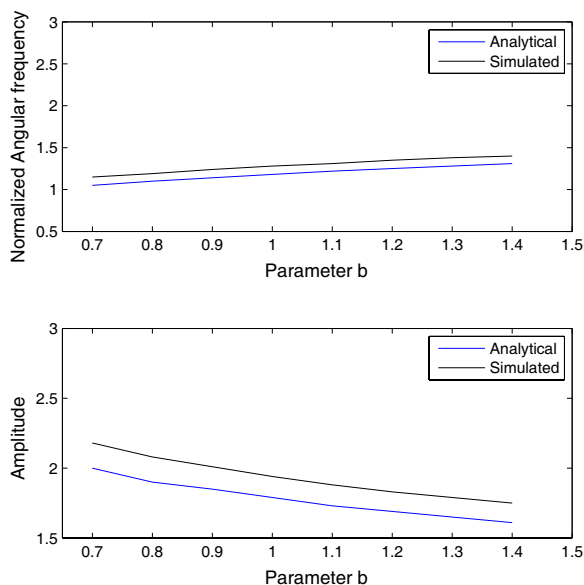 Normalized Angular frequency
3
2.5
2
1.5
1
0.5
Analytical
Simulated
0.7 0.8 0.9 1 1.1 1.2 1.3 1.4 1.5
Parameter b
Amplitude
3
2.5
2
1.5
Analytical
Simulated
0.7 0.8 0.9 1 1.1 1.2 1.3 1.4 1.5
Parameter b